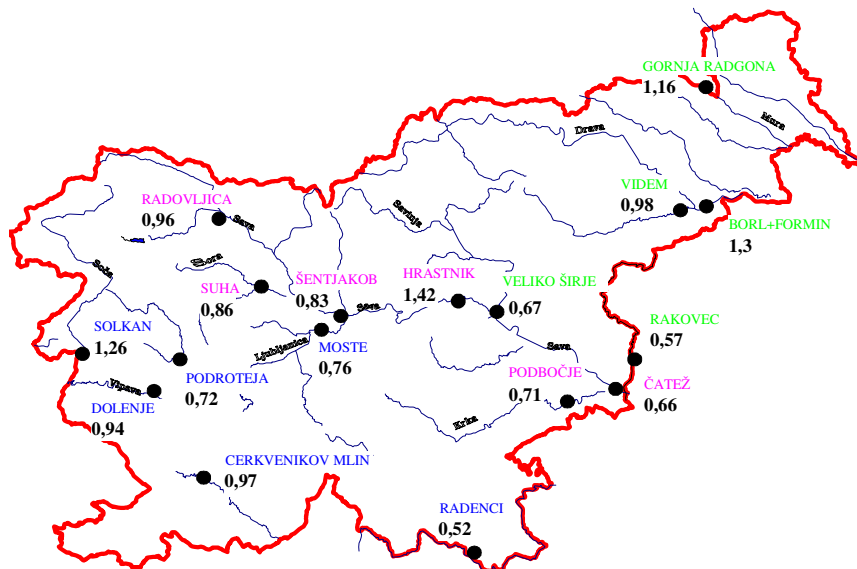 GORNJA RADGONA
1,16
Mura
Drava
VIDEM
0,98
BORL+FORMIN
1,3
RADOVLJICA
0,96
Sava
Savinja
Soča
Sora
SUHA
0,86
ŠENTJAKOB
0,83
HRASTNIK
1,42
VELIKO ŠIRJE
0,67
Sava
SOLKAN
1,26
Ljubljanica
MOSTE
0,76
Sava
RAKOVEC
0,57
PODROTEJA
0,72
PODBOČJE
0,71
ČATEŽ
0,66
Vipava
DOLENJE
0,94
Krka
CERKVENIKOV MLIN
0,97
RADENCI
0,52